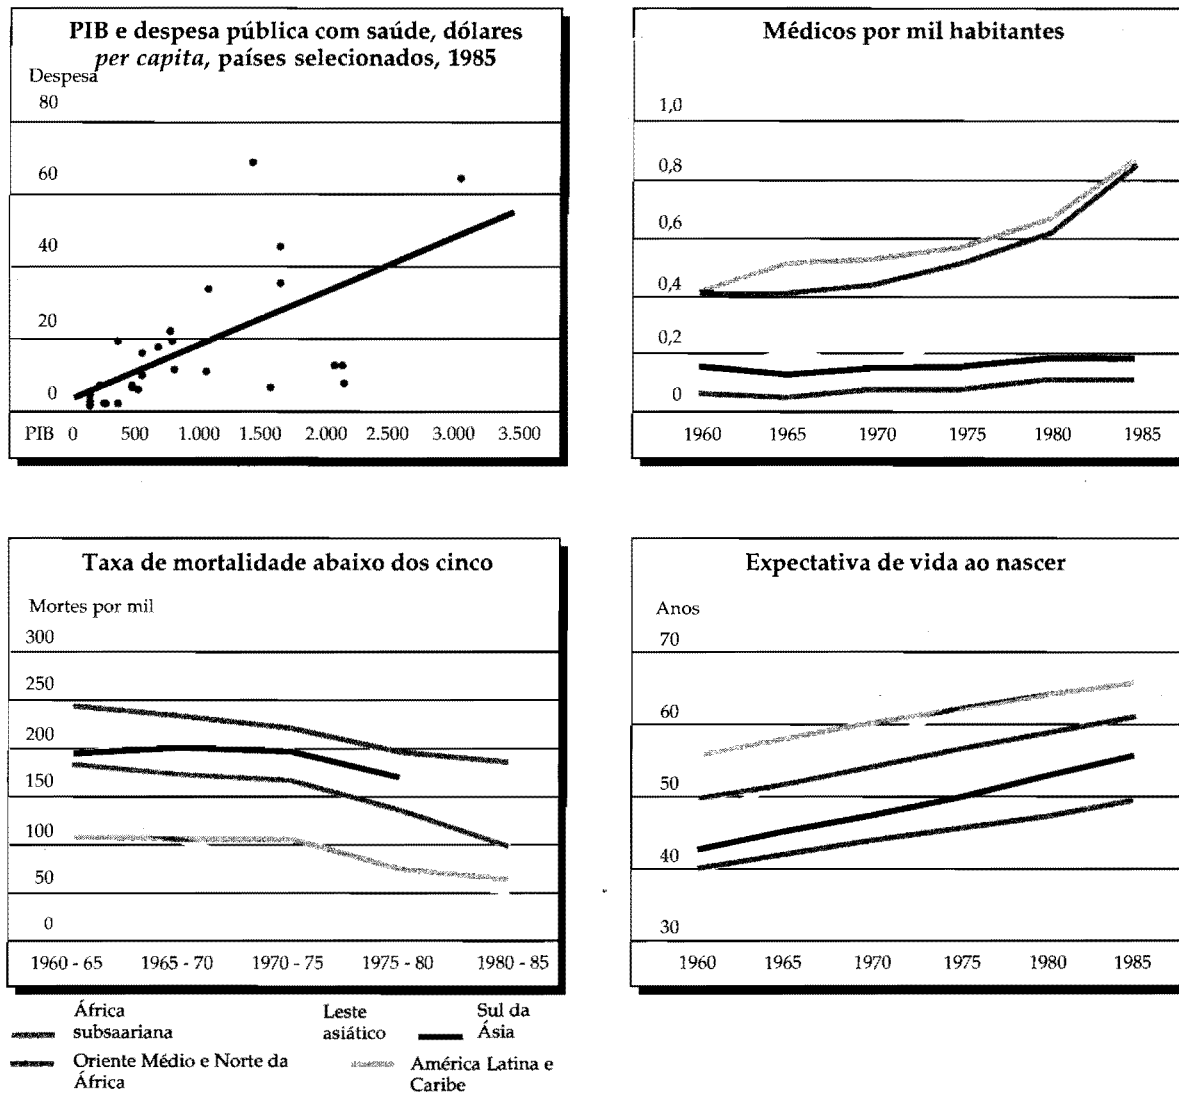 PIB e despesa pública com saúde, dólares
per capita, países selecionados, 1985
Despesa
80
60
40
20
0
PIB 0 500 1.000 1.500 2.000 2.500 3.000 3.500
Médicos por mil habitantes
1,0
0,8
0,6
0,4
0,2
0
1960 1965 1970 1975 1980 1985
Taxa de mortalidade abaixo dos cinco
Mortes por mil
300
250
200
150
100
50
0
1960 - 65 1965 - 70 1970 - 75 1975 - 80 1980 - 85
Expectativa de vida ao nascer
Anos
70
60
50
40
30
1960 1965 1970 1975 1980 1985
África
subsaariana
Leste
asiático
Sul da
Ásia
Oriente Médio e Norte da
África
América Latina e
Caribe